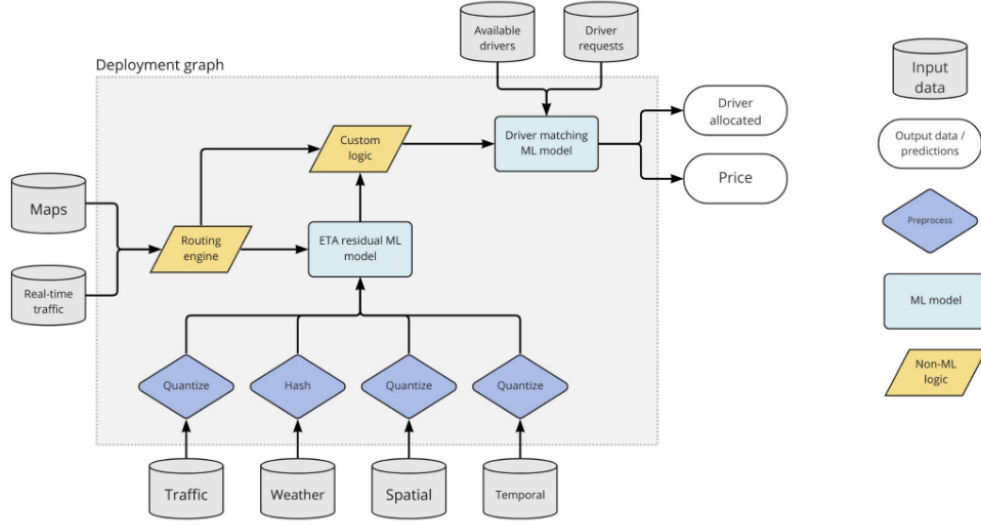 Available
drivers
Driver
requests
Deployment graph
Input
data
Driver
allocated
Custom
logic
Driver matching
ML model
Output data /
predictions
Price
Maps
Routing
engine
ETA residual ML
model
Preprocess
Real-time
traffic
ML model
Quantize
Hash
Quantize
Quantize
Non-ML
logic
Traffic
Weather
Spatial
Temporal